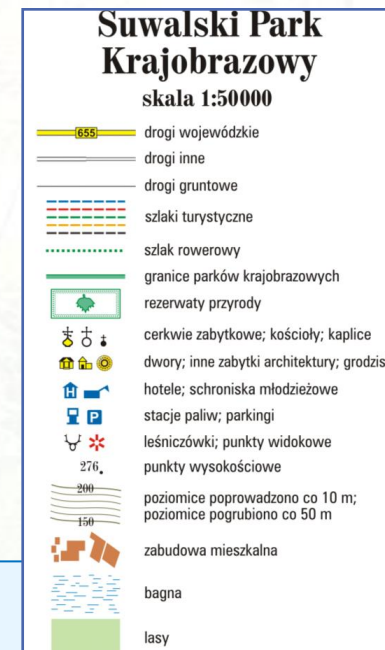 Suwalski Park
Krajobrazowy
skala 1:50000
655 drogi wojewódzkie
drogi inne
drogi gruntowe
szlaki turystyczne
szlak rowerowy
granice parków krajobrazowych
rezerwaty przyrody
cerkwie zabytkowe; kościoły; kaplice
dwory; inne zabytki architektury; grodzis
H hotele; schroniska młodzieżowe
P stacje paliw; parkingi
leśniczówki; punkty widokowe
276. punkty wysokościowe
200
poziomice poprowadzono co 10 m;
150 poziomice pogrubiono co 50 m
zabudowa mieszkalna
bagna
lasy